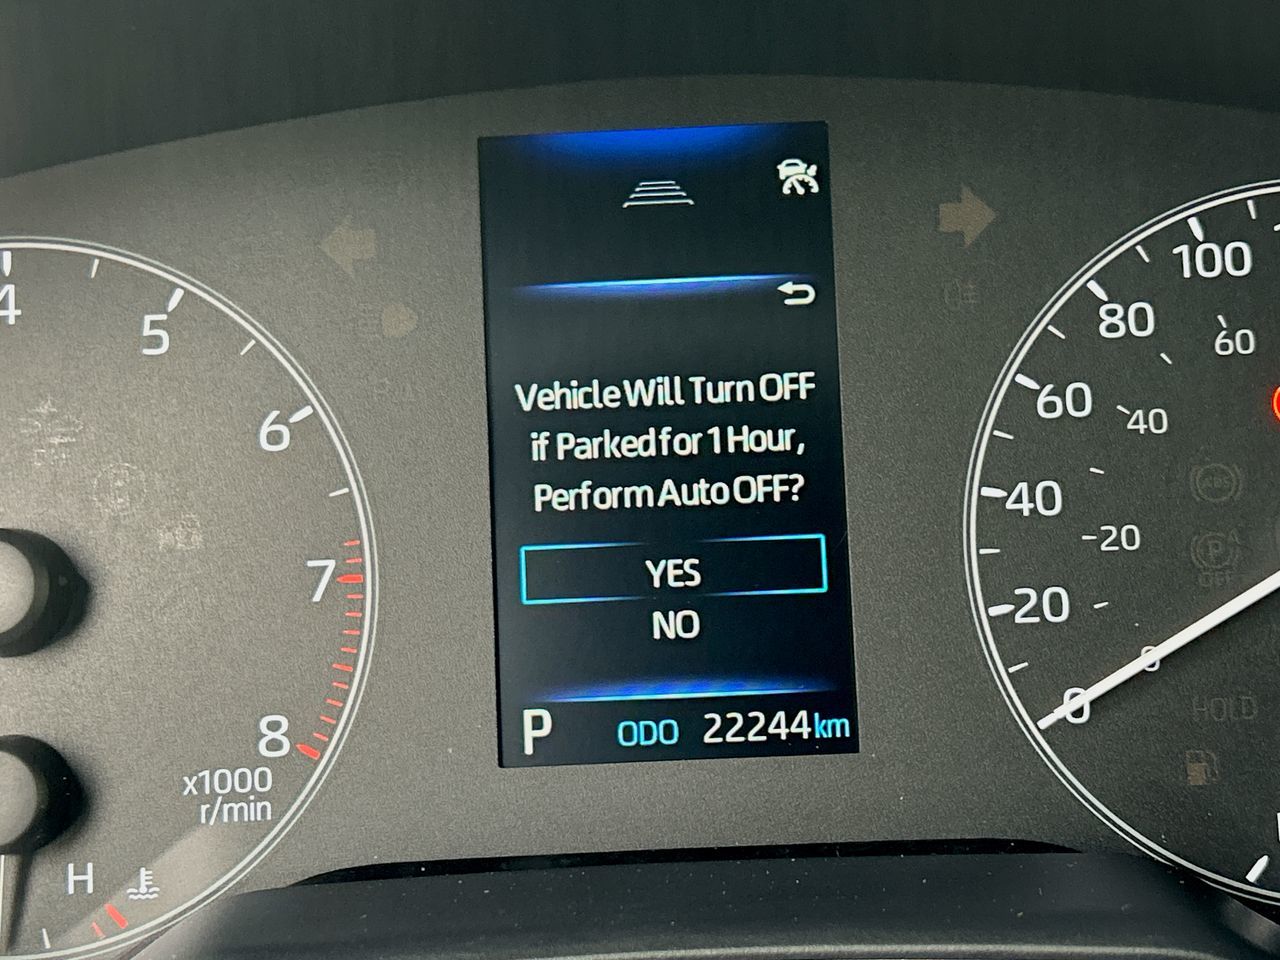 Vehicle Will Turn OFF
if Parked for 1 Hour,
Perform Auto OFF?
YES
NO
P ODO 22244 km
4
5
6
7
8
x1000
r/min
H
100
80
60
40
20
0
60
40
20
0
HOLD